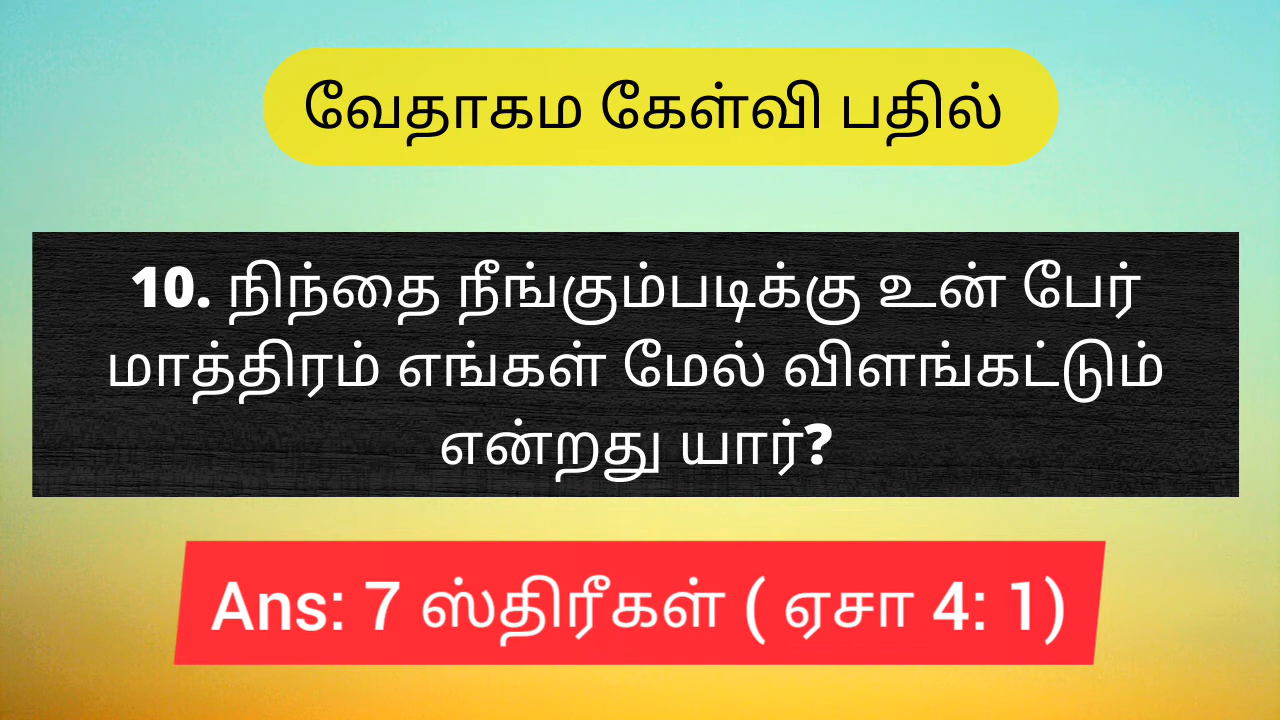 வேதாகம கேள்வி பதில்
10. நிந்தை நீங்கும்படிக்கு உன் பேர்
மாத்திரம் எங்கள் மேல் விளங்கட்டும்
என்றது யார்?
Ans: 7 ஸ்திரீகள் ( ஏசா 4: 1)